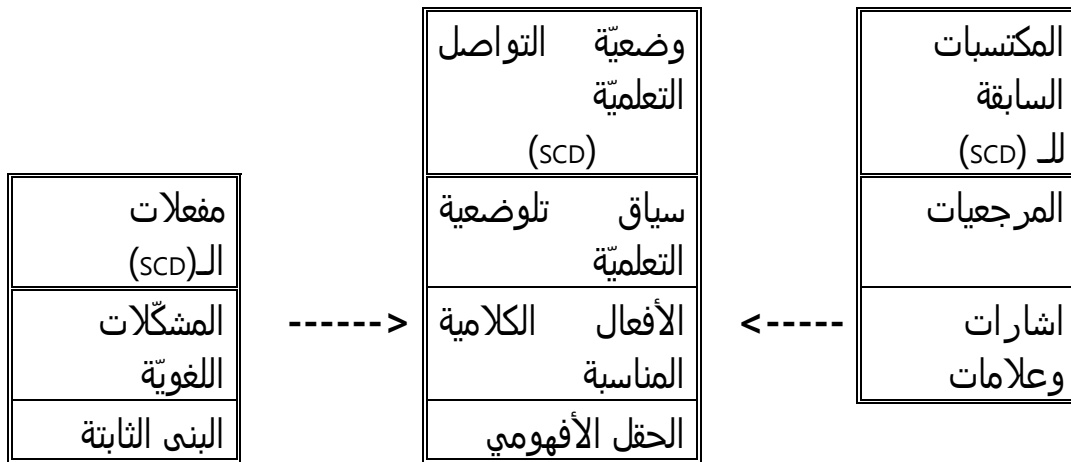 المكتسبات
السابقة
للـ (SCD)
المرجعيات
اشارات
وعلامات
<-----
وضعيّة التواصل
التعلميّة
(SCD)
سياق تلوضعية
التعلميّة
الأفعال الكلامية
المناسبة
الحقل الأفهومي
------>
مفعلات
الـ(SCD)
المشكّلات
اللغويّة
البنى الثابتة